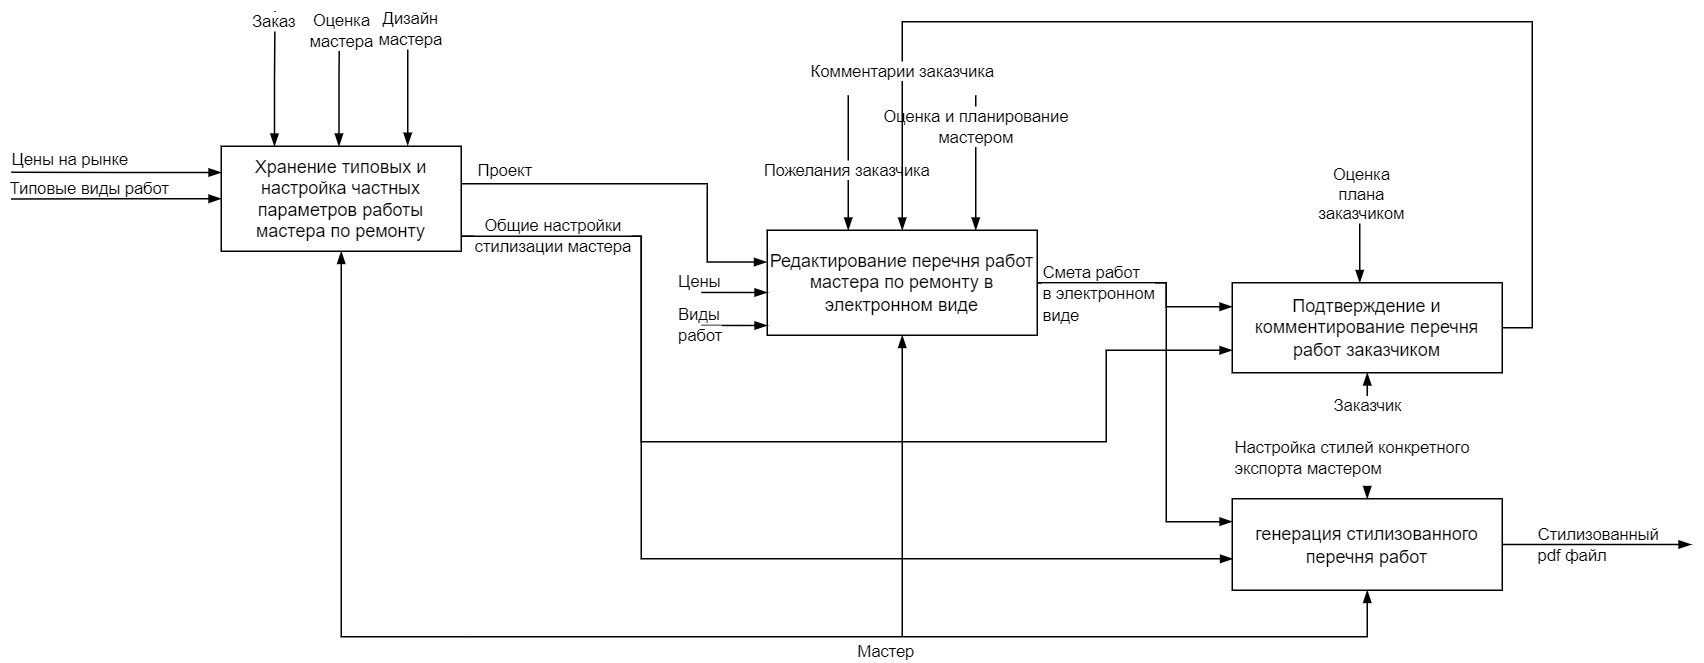 Заказ
Оценка
мастера
Дизайн
мастера
Цены на рынке
Типовые виды работ
Хранение типовых и
настройка частных
параметров работы
мастера по ремонту
Проект
Общие настройки
стилизации мастера
Комментарии заказчика
Оценка и планирование
мастером
Пожелания заказчика
Цены
Виды
работ
Редактирование перечня работ
мастера по ремонту в
электронном виде
Смета работ
в электронном
виде
Оценка
плана
заказчиком
Подтверждение и
комментирование перечня
работ заказчиком
Заказчик
Настройка стилей конкретного
экспорта мастером
генерация стилизованного
перечня работ
Стилизованный
pdf файл
Мастер